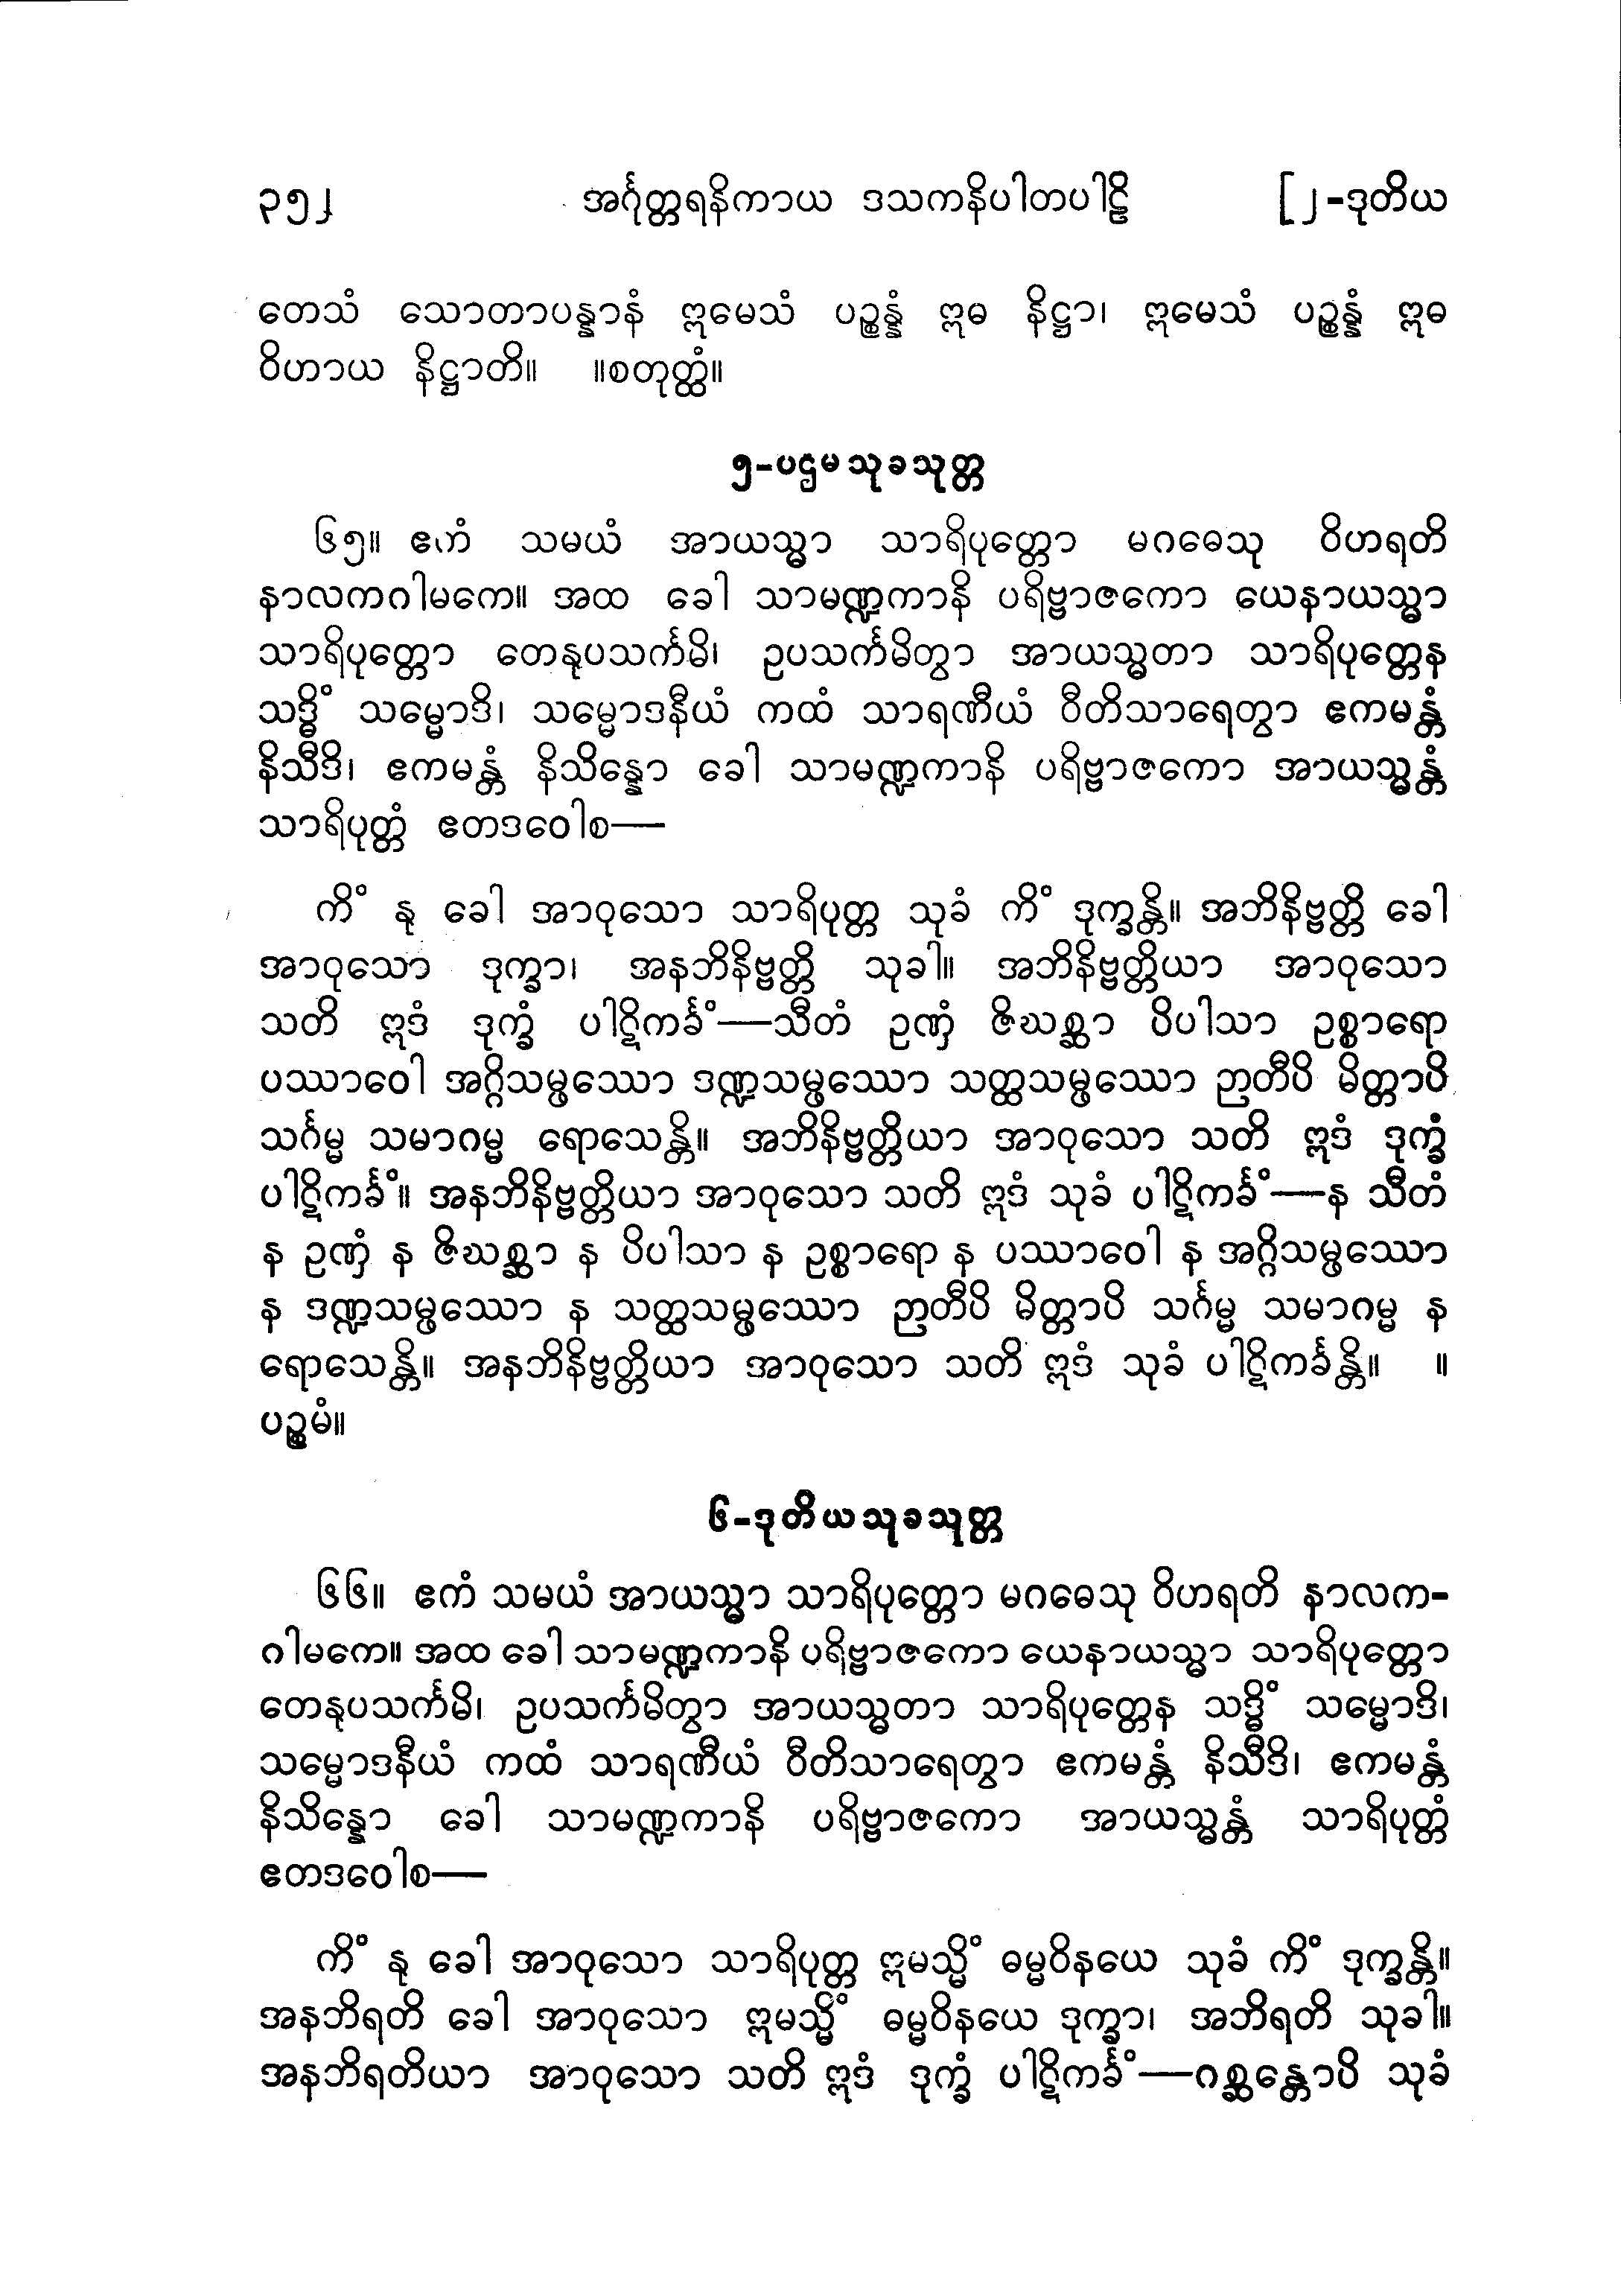 ၃၅၂ အင်္ဂုတ္တရနိကာယ ဒသကနိပါတပါဠိ [၂-ဒုတိယ
တေသံ သောတာပန္နာနံ ဣမေသံ ပဉ္စန္နံ ဣဓ နိဋ္ဌာ၊ ဣမေသံ ပဉ္စန္နံ ဣဓ
ဝိဟာယ နိဋ္ဌာတိ။ ။စတုတ္ထံ။
၅-ပဌမသုခသုတ္တ
၆၅။ ဧကံ သမယံ အာယသ္မာ သာရိပုတ္တော မဂဓေသု ဝိဟရတိ
နာလကဂါမကေ။ အထ ခေါ သာမဏ္ဍကာနိ ပရိဗ္ဗာဇကော ယေနာယသ္မာ
သာရိပုတ္တော တေနုပသင်္ကမိ၊ ဥပသင်္ကမိတွာ အာယသ္မတာ သာရိပုတ္တေန
သဒ္ဓိံ သမ္မောဒိ၊ သမ္မောဒနီယံ ကထံ သာရဏီယံ ဝီတိသာရေတွာ ဧကမန္တံ
နိသီဒိ၊ ဧကမန္တံ နိသိန္နော ခေါ သာမဏ္ဍကာနိ ပရိဗ္ဗာဇကော အာယသ္မန္တံ
သာရိပုတ္တံ ဧတဒဝေါစ—
ကိံ နု ခေါ အာဝုသော သာရိပုတ္တ သုခံ ကိံ ဒုက္ခန္တိ။ အဘိနိဗ္ဗတ္တိ ခေါ
အာဝုသော ဒုက္ခာ၊ အနဘိနိဗ္ဗတ္တိ သုခါ။ အဘိနိဗ္ဗတ္တိယာ အာဝုသော
သတိ ဣဒံ ဒုက္ခံ ပါဋိကင်္ခံ—သီတံ ဥဏှံ ဇိဃစ္ဆာ ပိပါသာ ဥစ္စာရော
ပဿာဝေါ အဂ္ဂိသမ္ဖဿော ဒဏ္ဍသမ္ဖဿော သတ္ထသမ္ဖဿော ဉာတီပိ မိတ္တာပိ
သင်္ဂမ္မ သမာဂမ္မ ရောသေန္တိ။ အဘိနိဗ္ဗတ္တိယာ အာဝုသော သတိ ဣဒံ ဒုက္ခံ
ပါဋိကင်္ခံ။ အနဘိနိဗ္ဗတ္တိယာ အာဝုသော သတိ ဣဒံ သုခံ ပါဋိကင်္ခံ—န သီတံ
န ဥဏှံ န ဇိဃစ္ဆာ န ပိပါသာ န ဥစ္စာရော န ပဿာဝေါ န အဂ္ဂိသမ္ဖဿော
န ဒဏ္ဍသမ္ဖဿော န သတ္ထသမ္ဖဿော ဉာတီပိ မိတ္တာပိ သင်္ဂမ္မ သမာဂမ္မ န
ရောသေန္တိ။ အနဘိနိဗ္ဗတ္တိယာ အာဝုသော သတိ ဣဒံ သုခံ ပါဋိကင်္ခန္တိ။ ။
ပဉ္စမံ။
၆-ဒုတိယသုခသုတ္တ
၆၆။ ဧကံ သမယံ အာယသ္မာ သာရိပုတ္တော မဂဓေသု ဝိဟရတိ နာလက-
ဂါမကေ။ အထ ခေါ သာမဏ္ဍကာနိ ပရိဗ္ဗာဇကော ယေနာယသ္မာ သာရိပုတ္တော
တေနုပသင်္ကမိ၊ ဥပသင်္ကမိတွာ အာယသ္မတာ သာရိပုတ္တေန သဒ္ဓိံ သမ္မောဒိ၊
သမ္မောဒနီယံ ကထံ သာရဏီယံ ဝီတိသာရေတွာ ဧကမန္တံ နိသီဒိ၊ ဧကမန္တံ
နိသိန္နော ခေါ သာမဏ္ဍကာနိ ပရိဗ္ဗာဇကော အာယသ္မန္တံ သာရိပုတ္တံ
ဧတဒဝေါစ—
ကိံ နု ခေါ အာဝုသော သာရိပုတ္တ ဣမသ္မိံ ဓမ္မဝိနယေ သုခံ ကိံ ဒုက္ခန္တိ။
အနဘိရတိ ခေါ အာဝုသော ဣမသ္မိံ ဓမ္မဝိနယေ ဒုက္ခာ၊ အဘိရတိ သုခါ။
အနဘိရတိယာ အာဝုသော သတိ ဣဒံ ဒုက္ခံ ပါဋိကင်္ခံ—ဂစ္ဆန္တောပိ သုခံ